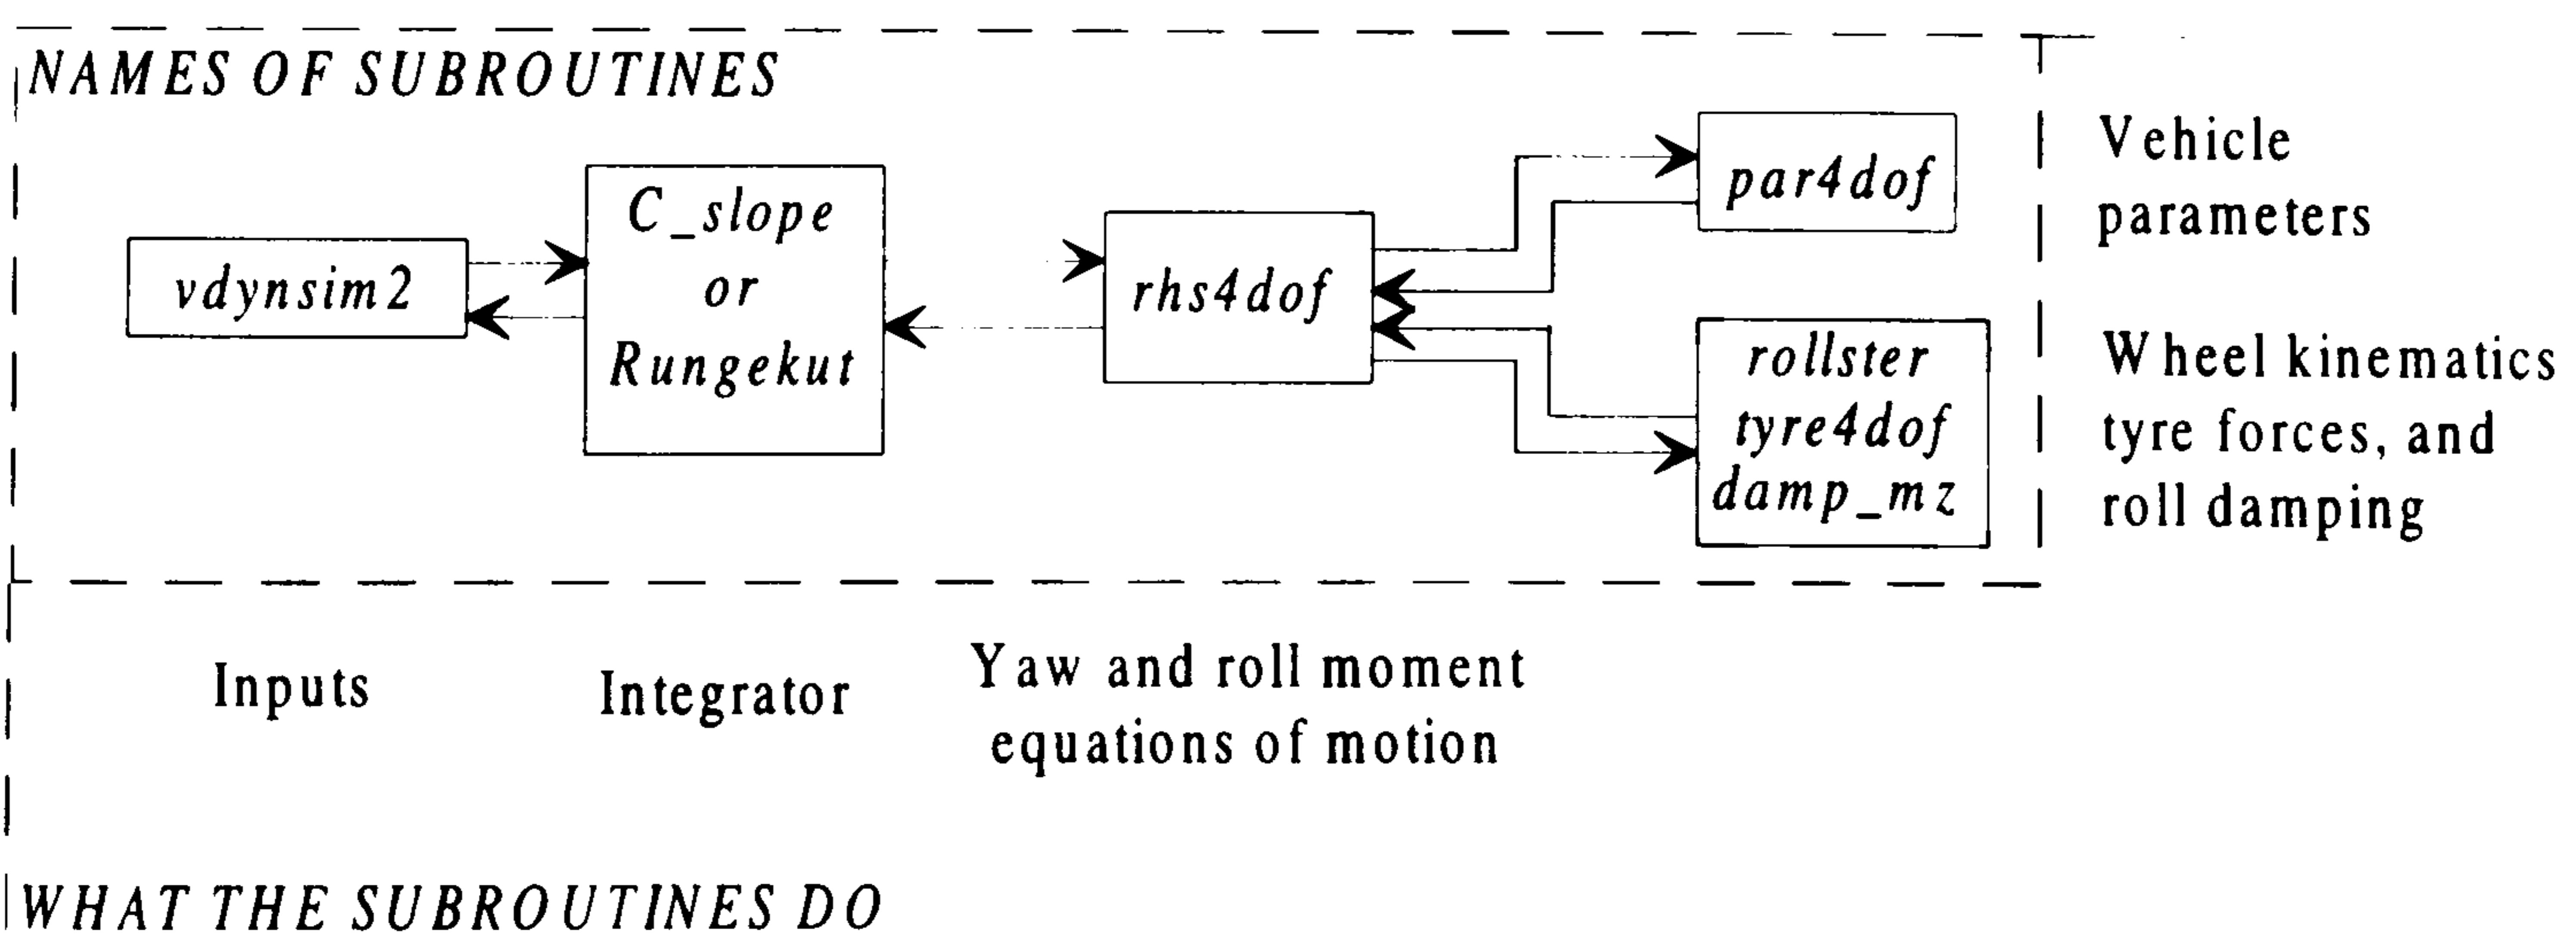 NAMES OF SUBROUTINES
vdynsim2
C_slope
or
Rungekut
rhs4dof
par4dof
rollster
tyre4dof
damp_mz
Vehicle
parameters
Wheel kinematics
tyre forces, and
roll damping
Inputs
Integrator
Yaw and roll moment
equations of motion
WHAT THE SUBROUTINES DO